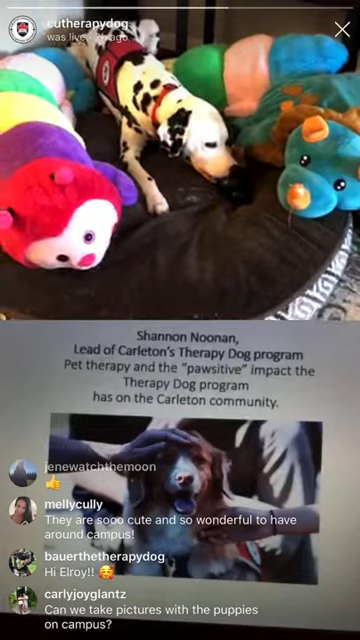 cutherapydog
was live • 2h ago
Shannon Noonan,
Lead of Carleton's Therapy Dog program
Pet therapy and the "pawsitive" impact the
Therapy Dog program
has on the Carleton community.
jenewatchthemoon
👍
mellycully
They are sooo cute and so wonderful to have
around campus!
bauerthetherapydog
Hi Elroy!! 🥰
carlyjoyglantz
Can we take pictures with the puppies
on campus?